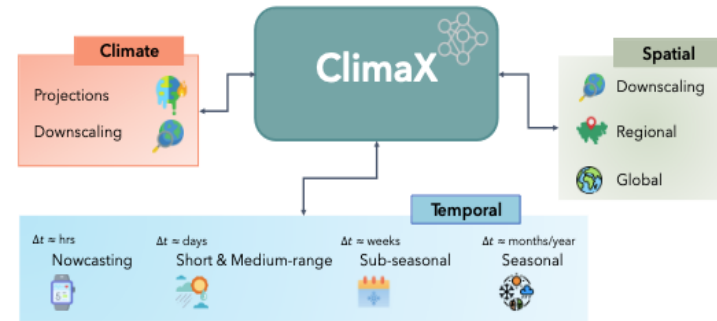 ClimaX
Climate
Projections
Downscaling
Spatial
Downscaling
Regional
Global
Temporal
Δt ≈ hrs
Nowcasting
Δt ≈ days
Short & Medium-range
Δt ≈ weeks
Sub-seasonal
Δt ≈ months/year
Seasonal